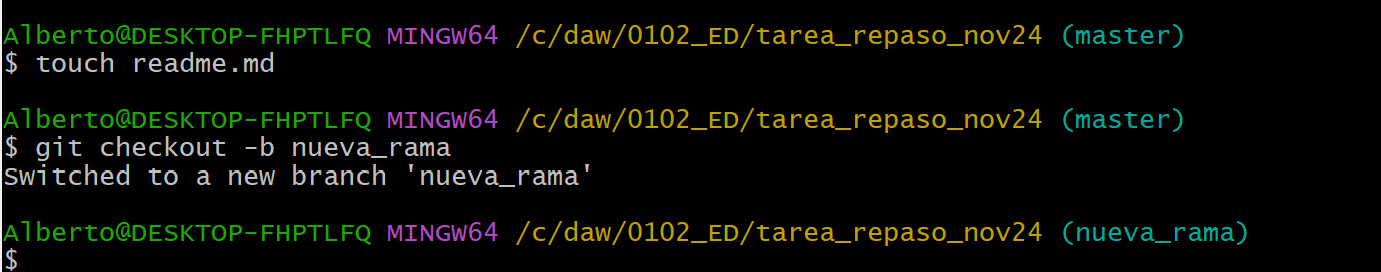 Alberto@DESKTOP-FHPTLFQ MINGW64 /c/daw/0102_ED/tarea_repaso_nov24 (master)
$ touch readme.md
Alberto@DESKTOP-FHPTLFQ MINGW64 /c/daw/0102_ED/tarea_repaso_nov24 (master)
$ git checkout -b nueva_rama
Switched to a new branch 'nueva_rama'
Alberto@DESKTOP-FHPTLFQ MINGW64 /c/daw/0102_ED/tarea_repaso_nov24 (nueva_rama)
$